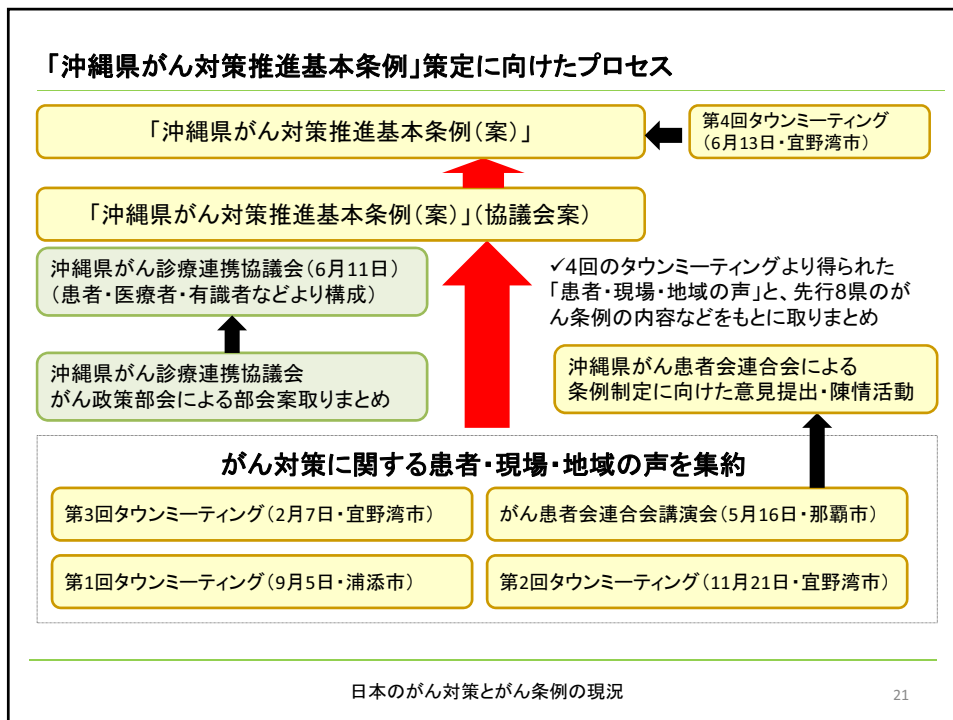 「沖縄県がん対策推進基本条例」策定に向けたプロセス
「沖縄県がん対策推進基本条例(案)」
第4回タウンミーティング
(6月13日・宜野湾市)
「沖縄県がん対策推進基本条例(案)」(協議会案)
沖縄県がん診療連携協議会(6月11日)
(患者・医療者・有識者などより構成)
✓4回のタウンミーティングより得られた
「患者・現場・地域の声」と、先行8県のが
ん条例の内容などをもとに取りまとめ
沖縄県がん診療連携協議会
がん政策部会による部会案取りまとめ
沖縄県がん患者会連合会による
条例制定に向けた意見提出・陳情活動
がん対策に関する患者・現場・地域の声を集約
第3回タウンミーティング(2月7日・宜野湾市)
がん患者会連合会講演会(5月16日・那覇市)
第1回タウンミーティング(9月5日・浦添市)
第2回タウンミーティング(11月21日・宜野湾市)
日本のがん対策とがん条例の現況
21